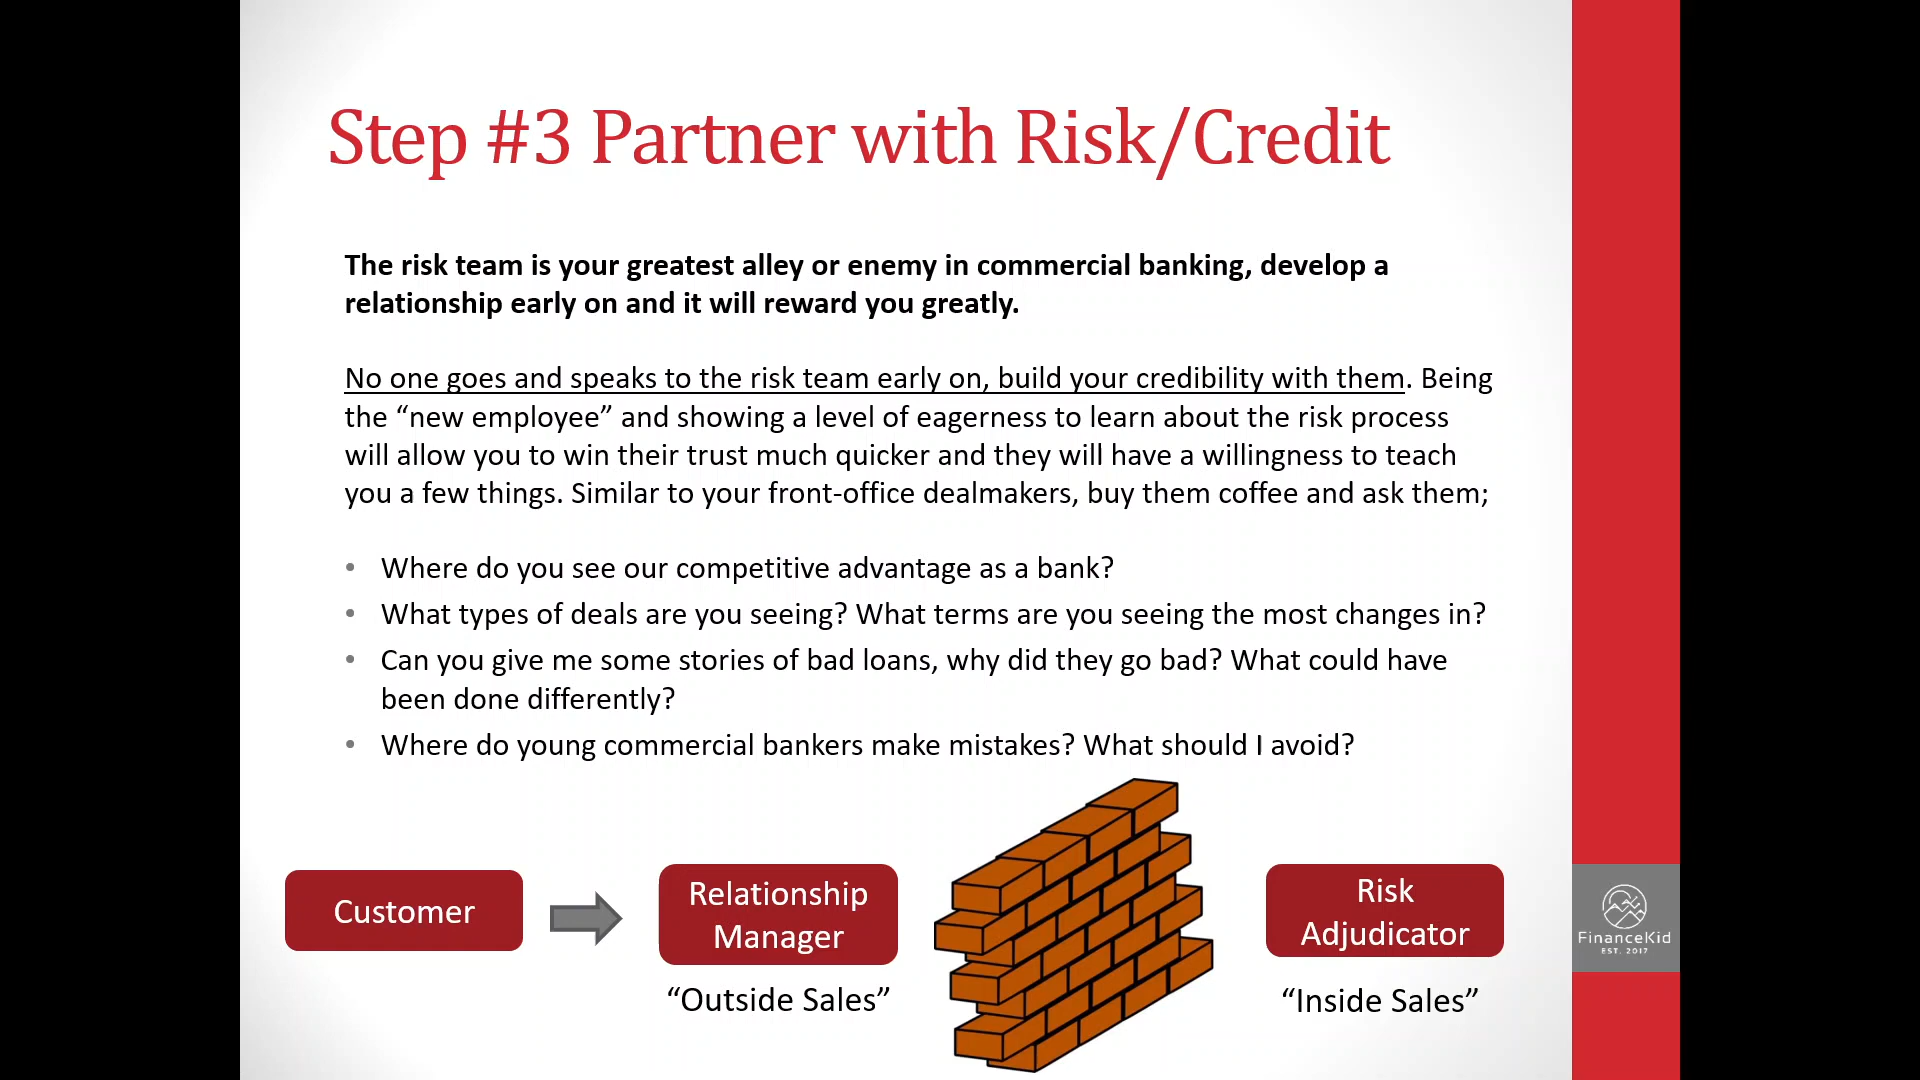 Step #3 Partner with Risk/Credit
The risk team is your greatest alley or enemy in commercial banking, develop a
relationship early on and it will reward you greatly.
No one goes and speaks to the risk team early on, build your credibility with them. Being
the “new employee” and showing a level of eagerness to learn about the risk process
will allow you to win their trust much quicker and they will have a willingness to teach
you a few things. Similar to your front-office dealmakers, buy them coffee and ask them;
• Where do you see our competitive advantage as a bank?
• What types of deals are you seeing? What terms are you seeing the most changes in?
• Can you give me some stories of bad loans, why did they go bad? What could have
been done differently?
• Where do young commercial bankers make mistakes? What should I avoid?
Customer
Relationship
Manager
“Outside Sales”
Risk
Adjudicator
“Inside Sales”
FinanceKid
EST. 2017